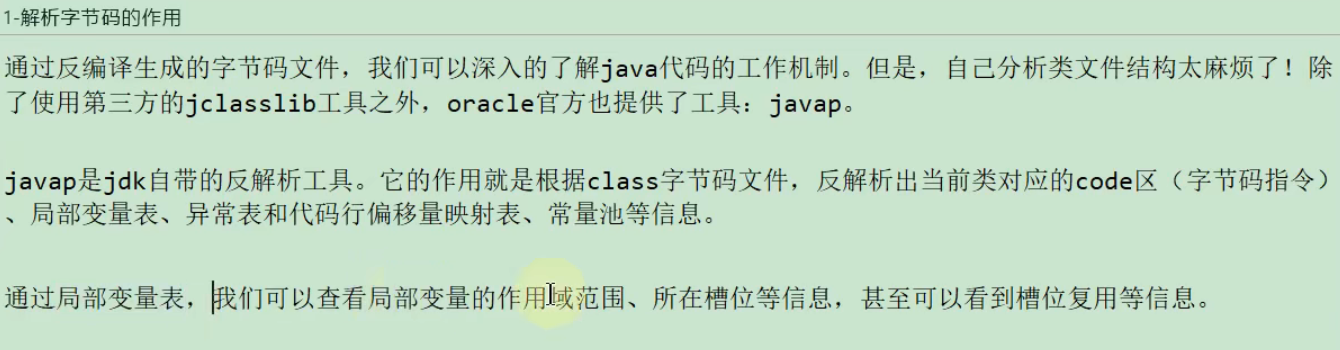 1-解析字节码的作用
通过反编译生成的字节码文件，我们可以深入的了解java代码的工作机制。但是，自己分析类文件结构太麻烦了！除
了使用第三方的jclasslib工具之外，oracle官方也提供了工具：javap。
javap是jdk自带的反解析工具。它的作用就是根据class字节码文件，反解析出当前类对应的code区（字节码指令）
、局部变量表、异常表和代码行偏移量映射表、常量池等信息。
通过局部变量表，我们可以查看局部变量的作用域范围、所在槽位等信息，甚至可以看到槽位复用等信息。